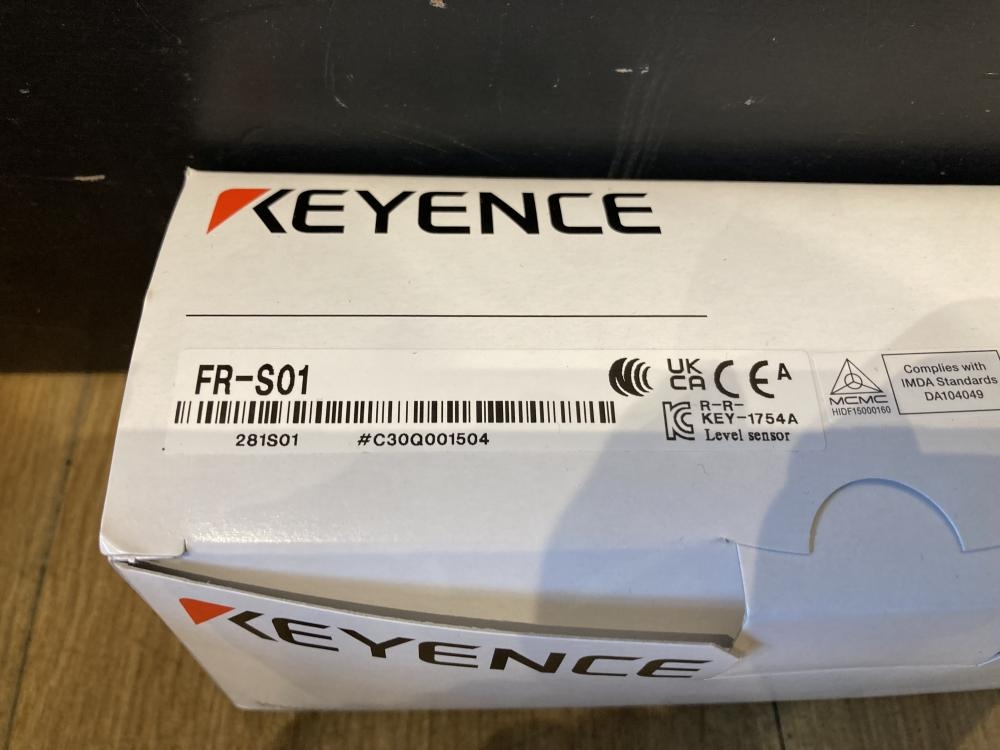 KEYENCE
FR-S01
281S01 #C30Q001504
UK
CA
CE
A
R-R-
KEY-1754A
Level sensor
MCMC
HIDF15000160
Complies with
IMDA Standards
DA104049
KEYENCE